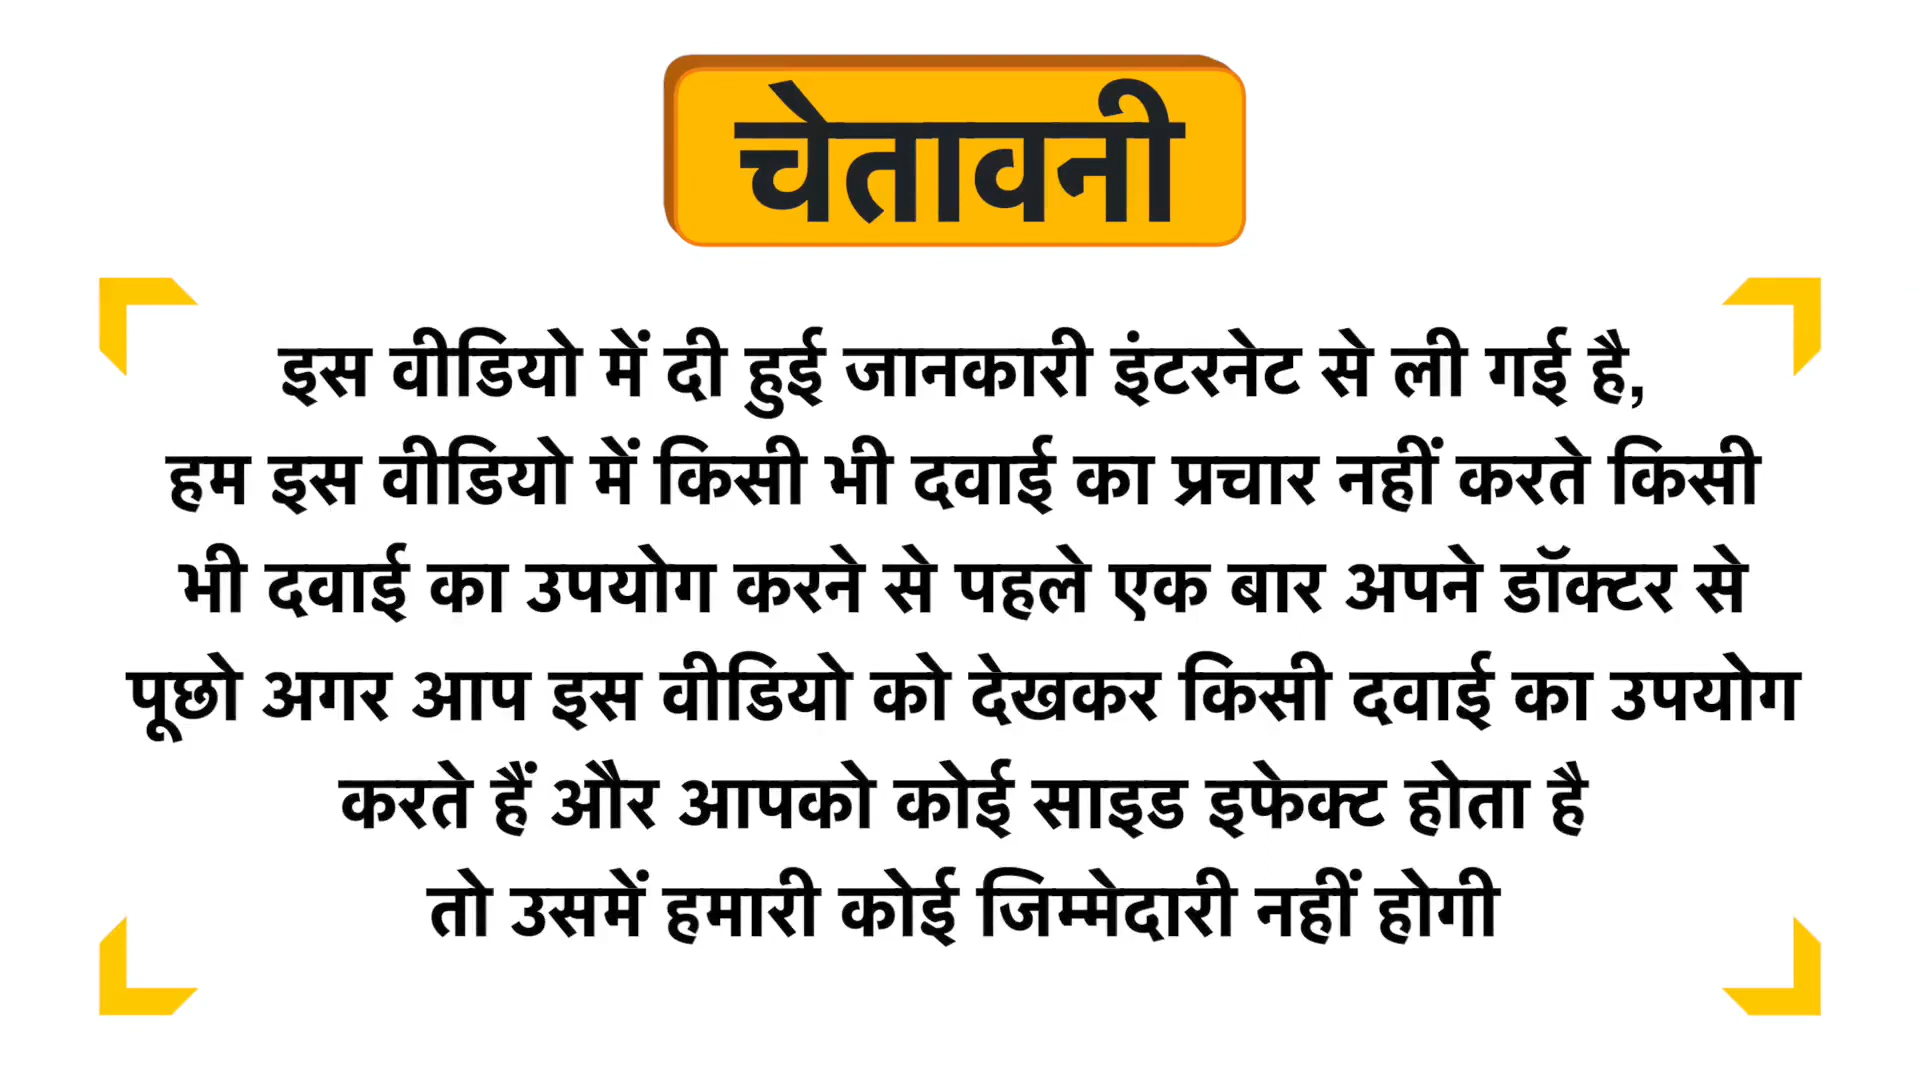 चेतावनी
इस वीडियो में दी हुई जानकारी इंटरनेट से ली गई है,
हम इस वीडियो में किसी भी दवाई का प्रचार नहीं करते किसी
भी दवाई का उपयोग करने से पहले एक बार अपने डॉक्टर से
पूछो अगर आप इस वीडियो को देखकर किसी दवाई का उपयोग
करते हैं और आपको कोई साइड इफेक्ट होता है
तो उसमें हमारी कोई जिम्मेदारी नहीं होगी